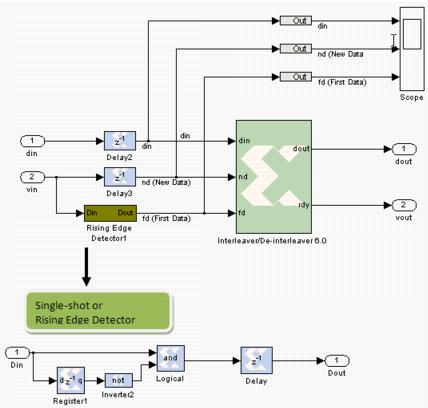 Out
din
Out
nd (New Data
Out
fd (First Data)
Scope
1
din
z-1
Delay2
din
din
din
dout
1
dout
2
vin
z-1
Delay3
nd (New Data)
nd
Din Dout
Rising Edge
Detector1
fd (First Data)
fd
rdy
2
vout
Interleaver/De-interleaver 6.0
Single-shot or
Rising Edge Detector
1
Din
d z-1 q
Register1
not
Inverter2
and
Logical
z-1
Delay
1
Dout